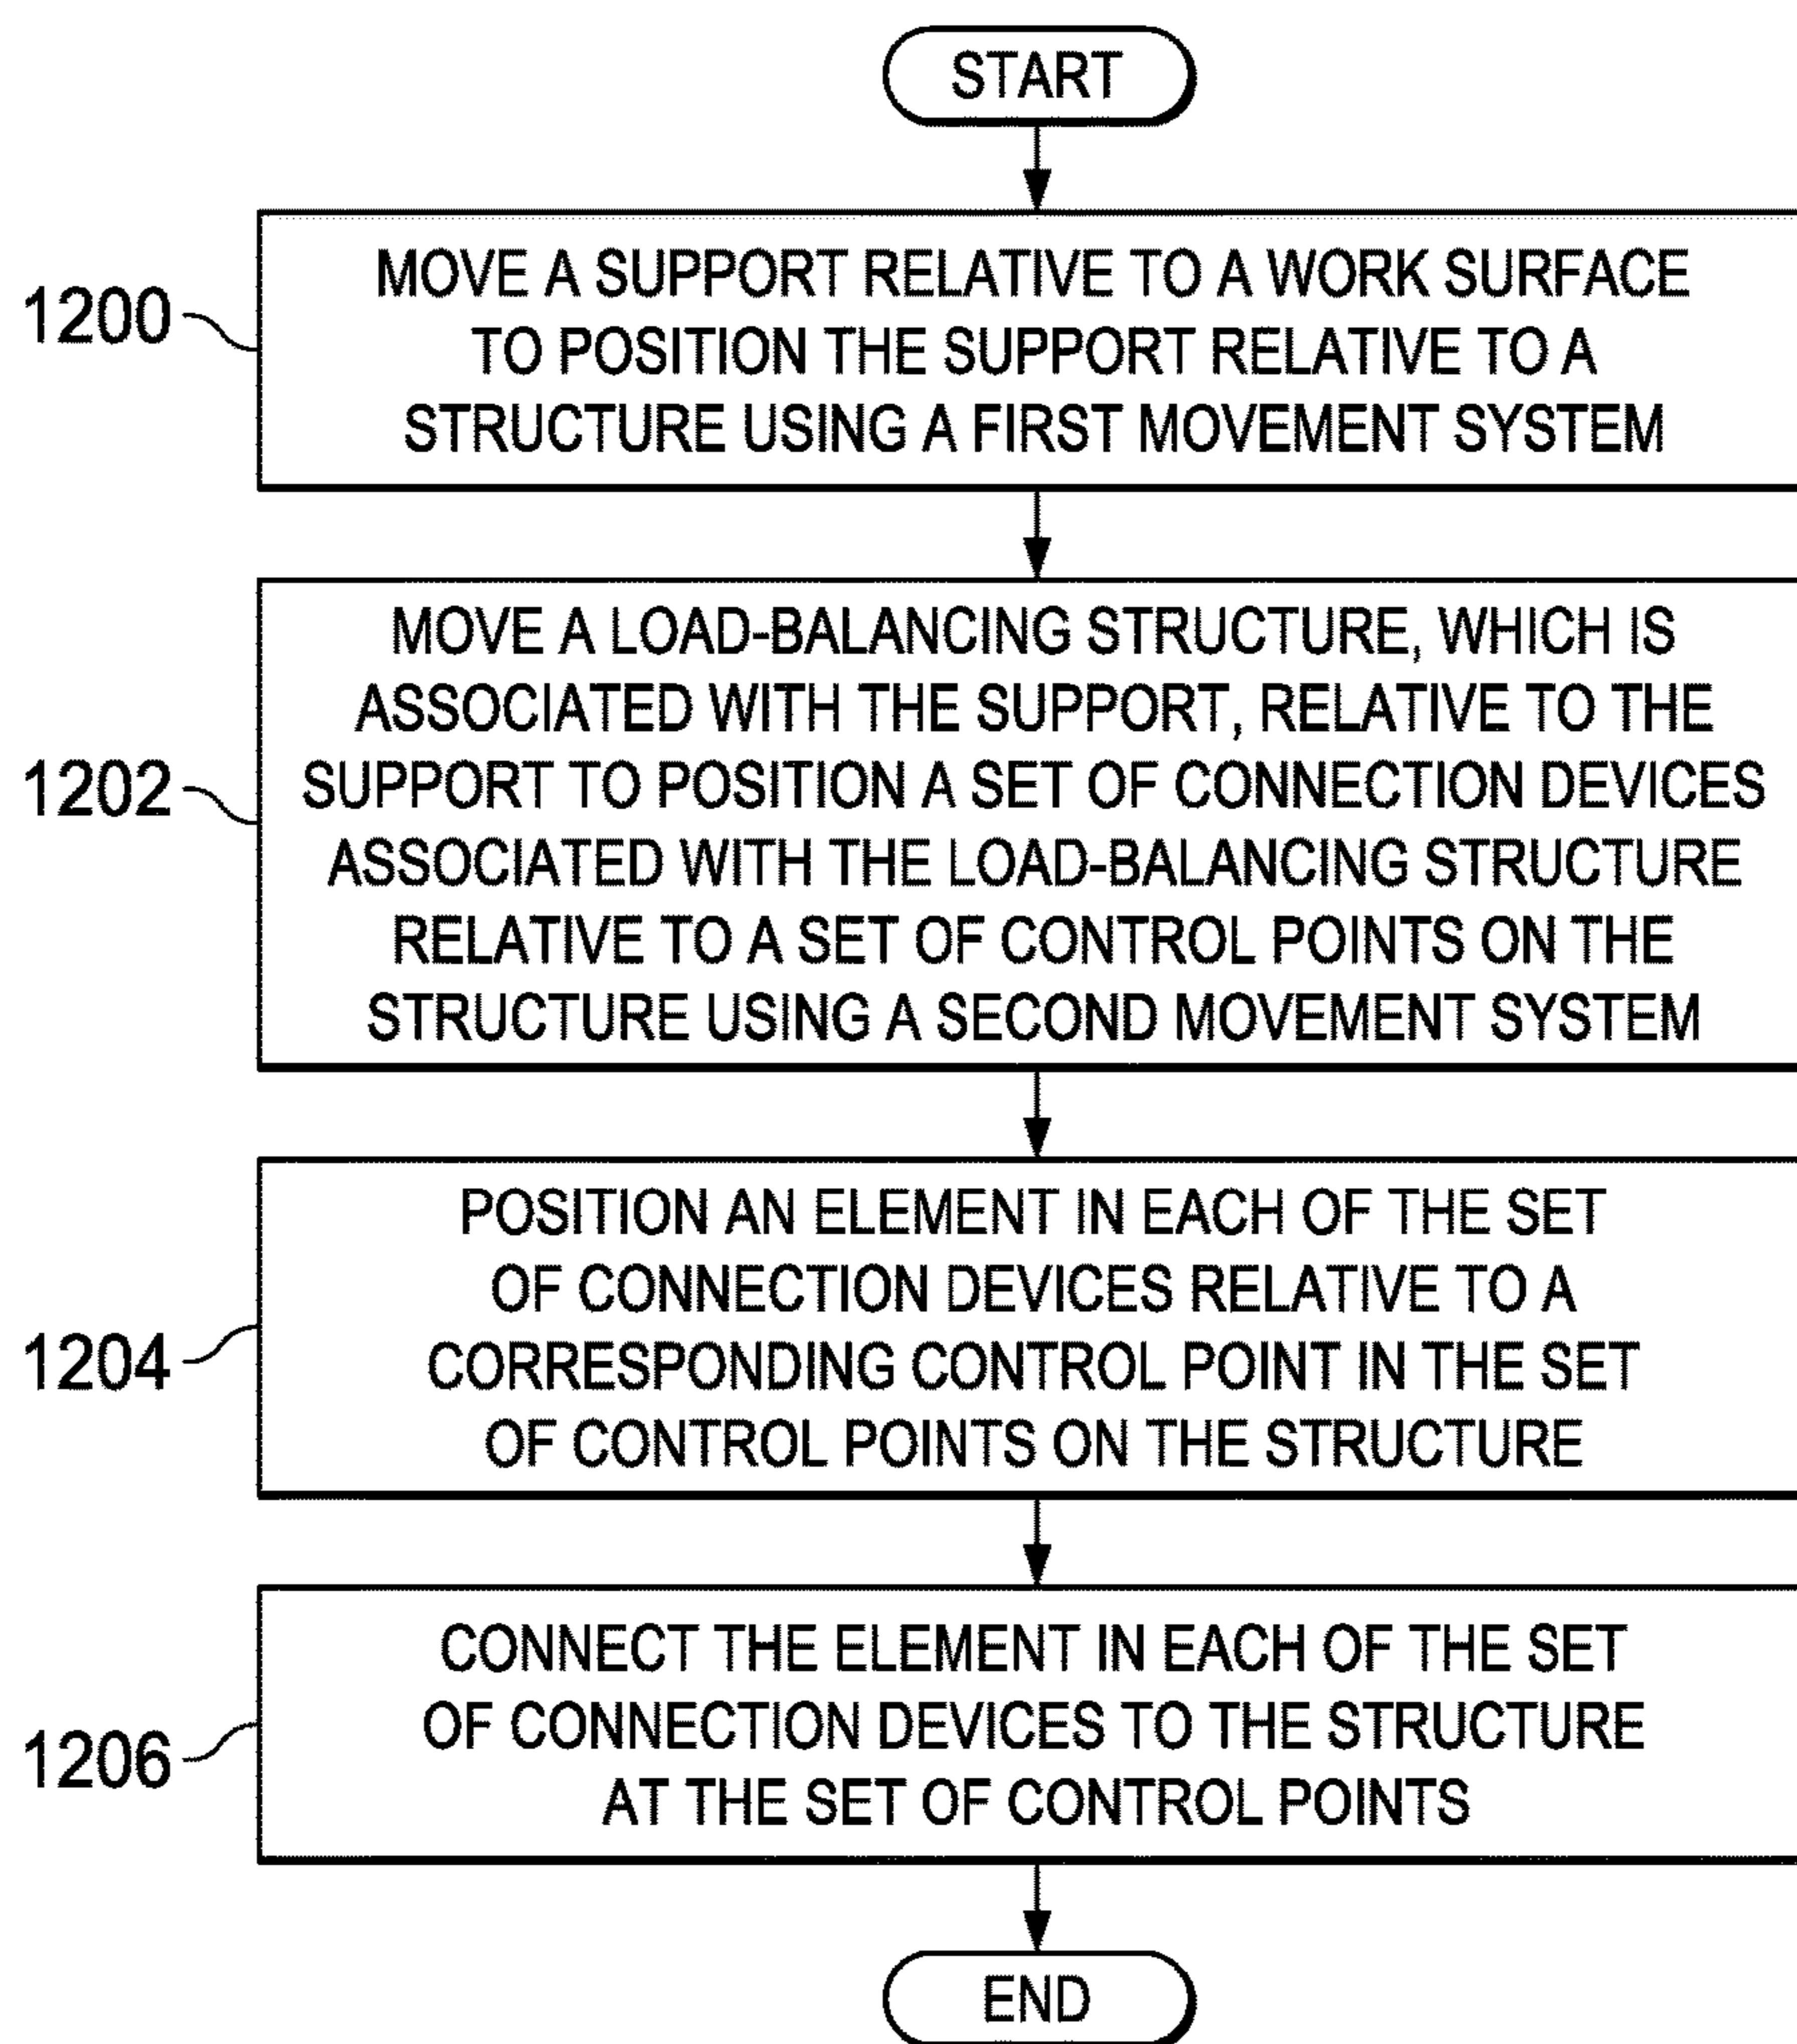 START
1200
MOVE A SUPPORT RELATIVE TO A WORK SURFACE
TO POSITION THE SUPPORT RELATIVE TO A
STRUCTURE USING A FIRST MOVEMENT SYSTEM
1202
MOVE A LOAD-BALANCING STRUCTURE, WHICH IS
ASSOCIATED WITH THE SUPPORT, RELATIVE TO THE
SUPPORT TO POSITION A SET OF CONNECTION DEVICES
ASSOCIATED WITH THE LOAD-BALANCING STRUCTURE
RELATIVE TO A SET OF CONTROL POINTS ON THE
STRUCTURE USING A SECOND MOVEMENT SYSTEM
1204
POSITION AN ELEMENT IN EACH OF THE SET
OF CONNECTION DEVICES RELATIVE TO A
CORRESPONDING CONTROL POINT IN THE SET
OF CONTROL POINTS ON THE STRUCTURE
1206
CONNECT THE ELEMENT IN EACH OF THE SET
OF CONNECTION DEVICES TO THE STRUCTURE
AT THE SET OF CONTROL POINTS
END